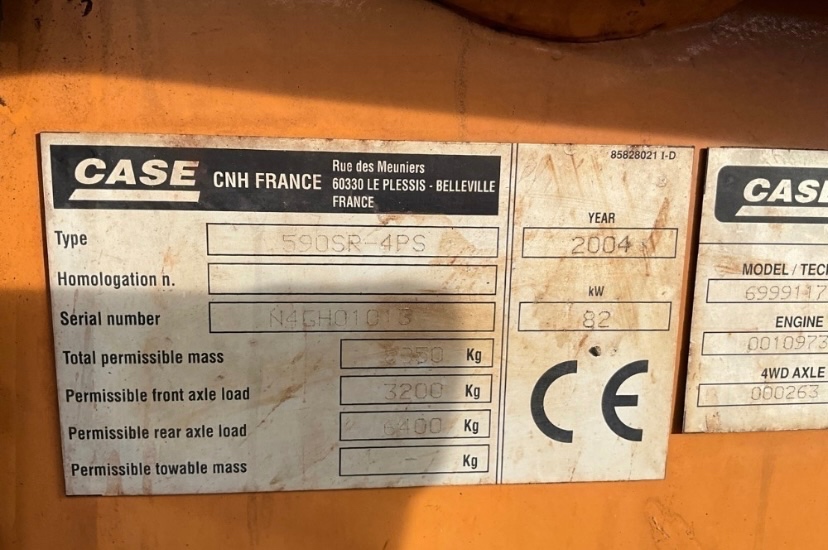 CASE CNH FRANCE
Rue des Meuniers
60330 LE PLESSIS - BELLEVILLE
FRANCE
Type 590SR-4PS
Homologation n.
Serial number N4GH01013
Total permissible mass Kg
Permissible front axle load 3200 Kg
Permissible rear axle load 6400 Kg
Permissible towable mass Kg
85828021 I-D
YEAR
2004
kW
82
CE
CASE
MODEL / TECH
6999117
ENGINE
0010973
4WD AXLE
000263